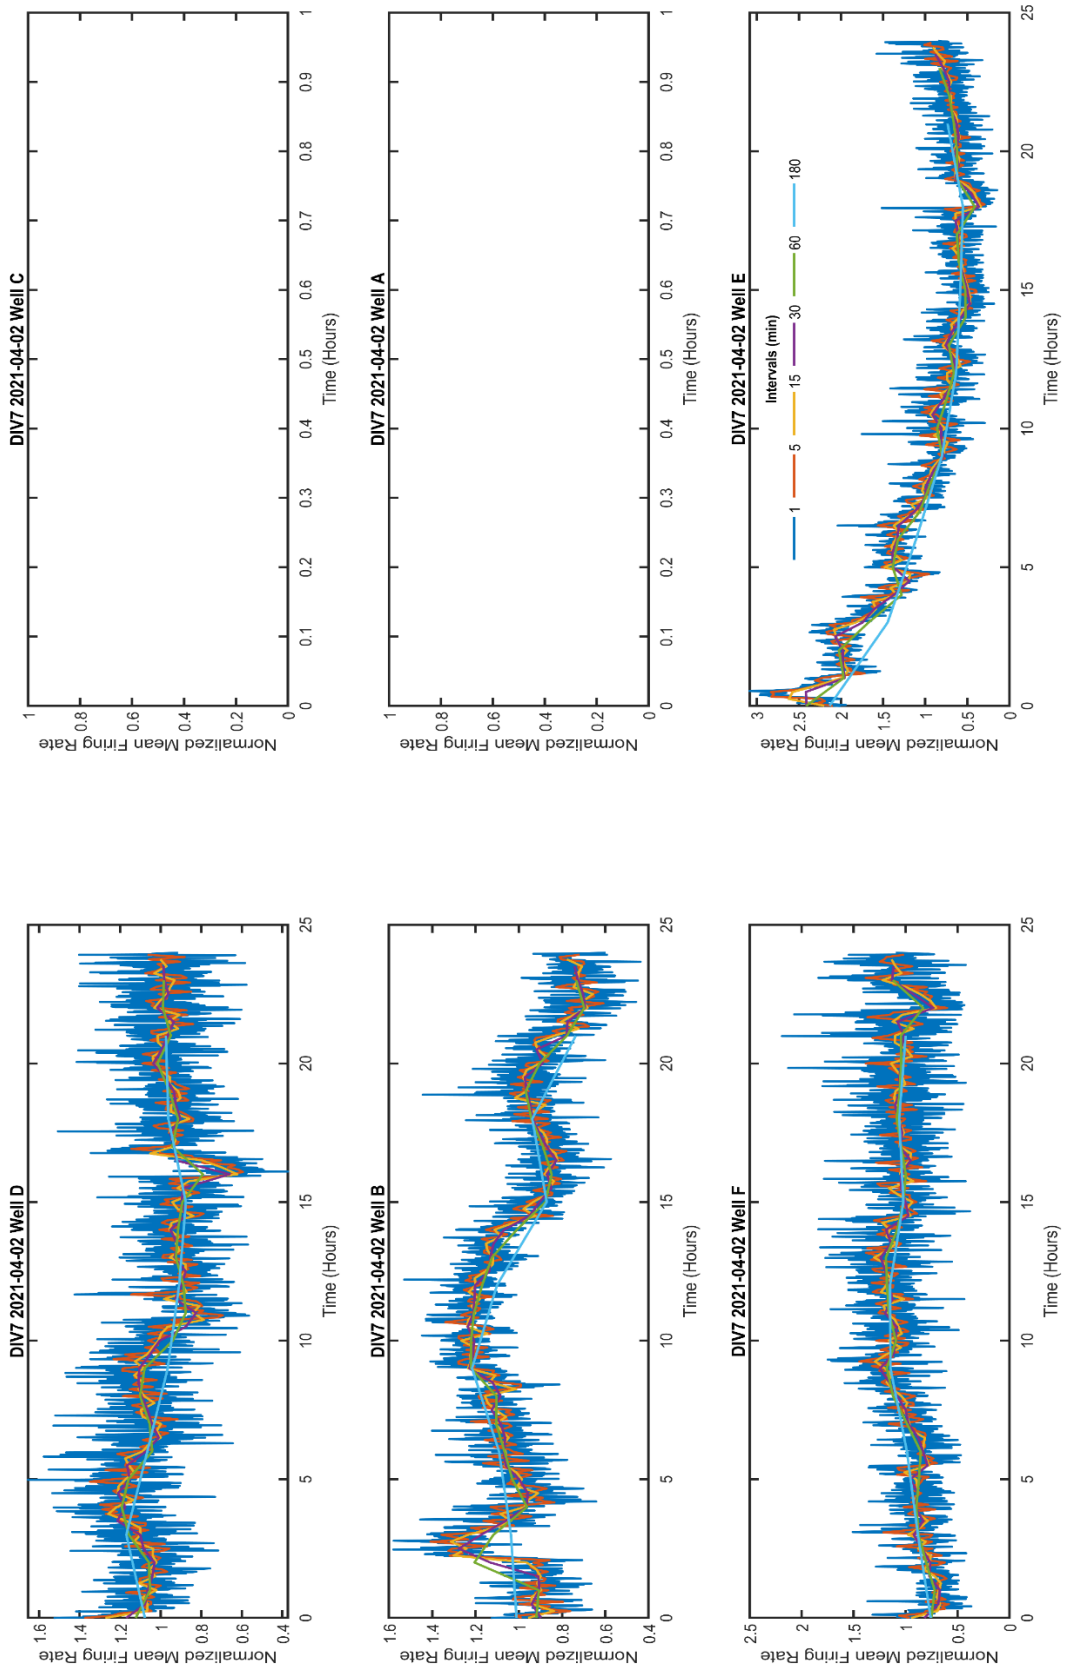 DIV7 2021-04-02 Well D
Normalized Mean Firing Rate
1.6
1.4
1.2
1
0.8
0.6
0.4
0 5 10 15 20 25
Time (Hours)
DIV7 2021-04-02 Well C
Normalized Mean Firing Rate
1
0.8
0.6
0.4
0.2
0
0 0.1 0.2 0.3 0.4 0.5 0.6 0.7 0.8 0.9 1
Time (Hours)
DIV7 2021-04-02 Well B
Normalized Mean Firing Rate
1.6
1.4
1.2
1
0.8
0.6
0.4
0 5 10 15 20 25
Time (Hours)
DIV7 2021-04-02 Well A
Normalized Mean Firing Rate
1
0.8
0.6
0.4
0.2
0
0 0.1 0.2 0.3 0.4 0.5 0.6 0.7 0.8 0.9 1
Time (Hours)
DIV7 2021-04-02 Well F
Normalized Mean Firing Rate
2.5
2
1.5
1
0.5
0
0 5 10 15 20 25
Time (Hours)
DIV7 2021-04-02 Well E
Normalized Mean Firing Rate
3
2.5
2
1.5
1
0.5
0
Intervals (min)
1 5 15 30 60 180
0 5 10 15 20 25
Time (Hours)